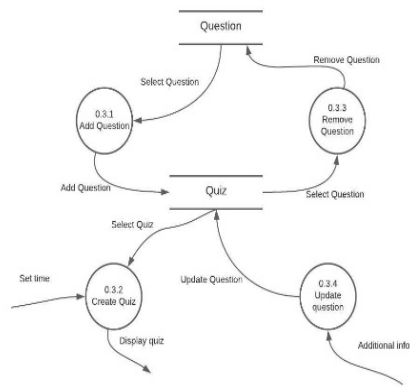 Question
Remove Question
Select Question
0.3.1
Add Question
0.3.3
Remove
Question
Add Question
Quiz
Select Question
Select Quiz
Set time
0.3.2
Create Quiz
Update Question
0.3.4
Update
question
Display quiz
Additional info